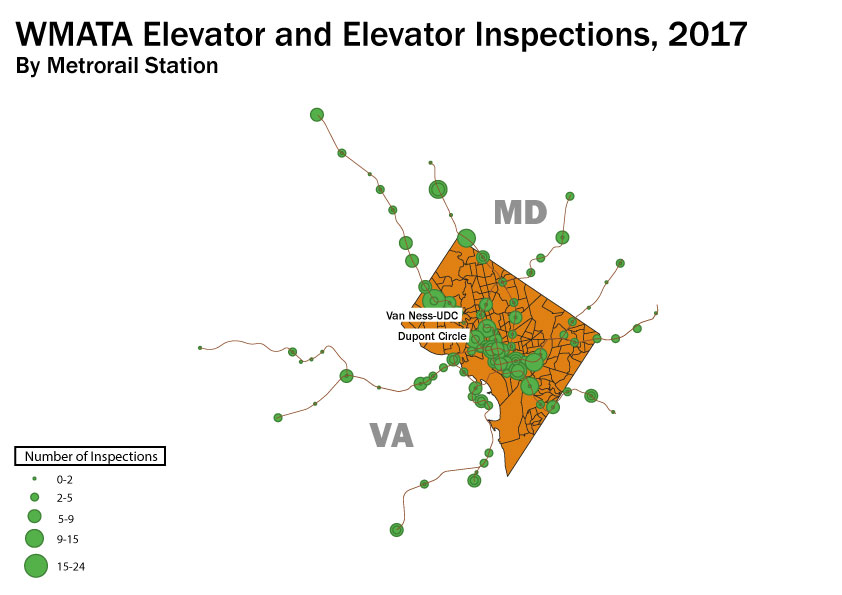 WMATA Elevator and Elevator Inspections, 2017
By Metrorail Station
MD
Van Ness-UDC
Dupont Circle
VA
Number of Inspections
0-2
2-5
5-9
9-15
15-24